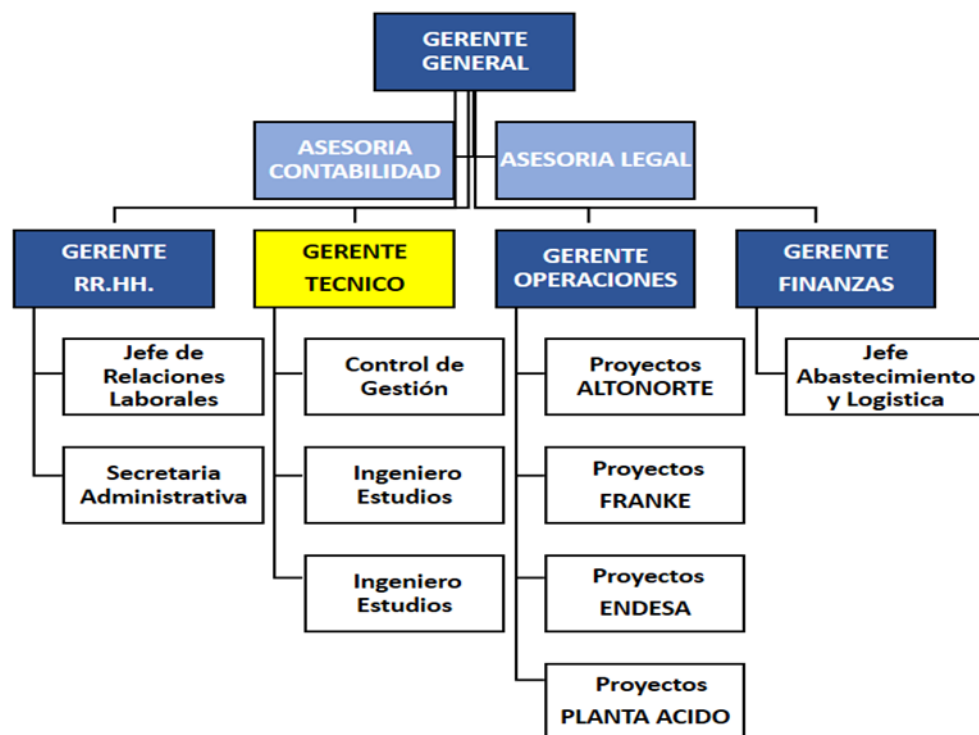 GERENTE
GENERAL
ASESORIA
CONTABILIDAD
ASESORIA LEGAL
GERENTE
RR.HH.
GERENTE
TECNICO
GERENTE
OPERACIONES
GERENTE
FINANZAS
Jefe de
Relaciones
Laborales
Secretaria
Administrativa
Control de
Gestión
Ingeniero
Estudios
Ingeniero
Estudios
Proyectos
ALTONORTE
Proyectos
FRANKE
Proyectos
ENDESA
Proyectos
PLANTA ACIDO
Jefe
Abastecimiento
y Logistica